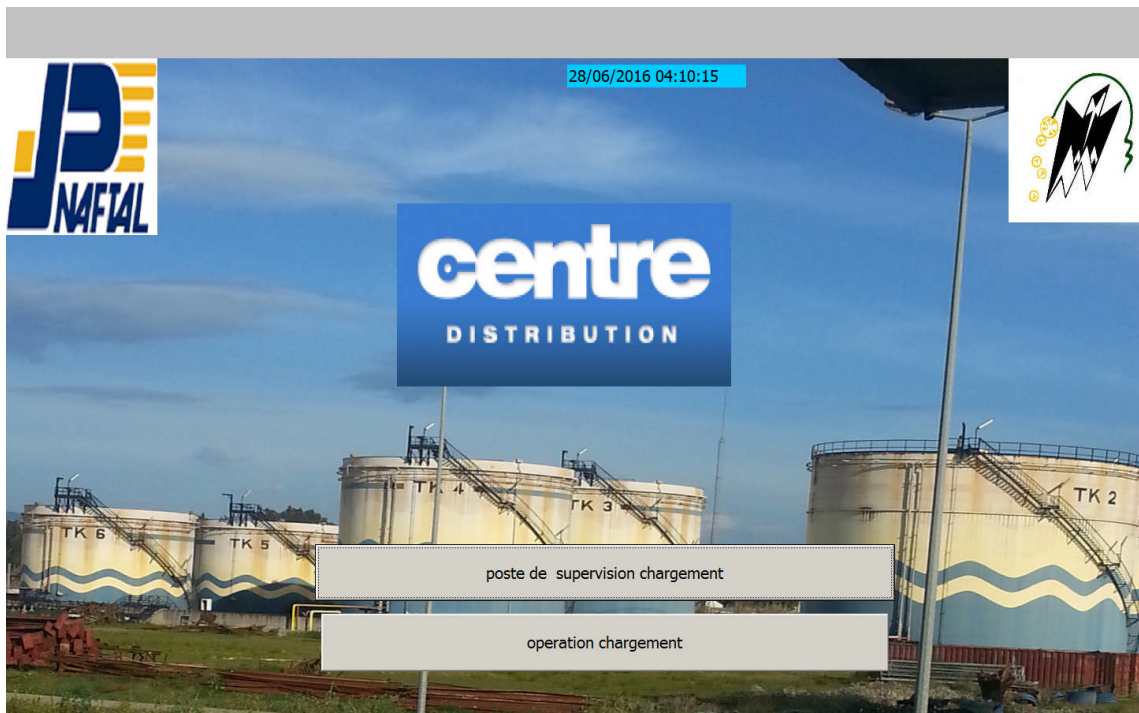 28/06/2016 04:10:15
NAFTAL
centre
DISTRIBUTION
TK 6
TK 5
TK 4
TK 3
TK 2
poste de  supervision chargement
operation chargement